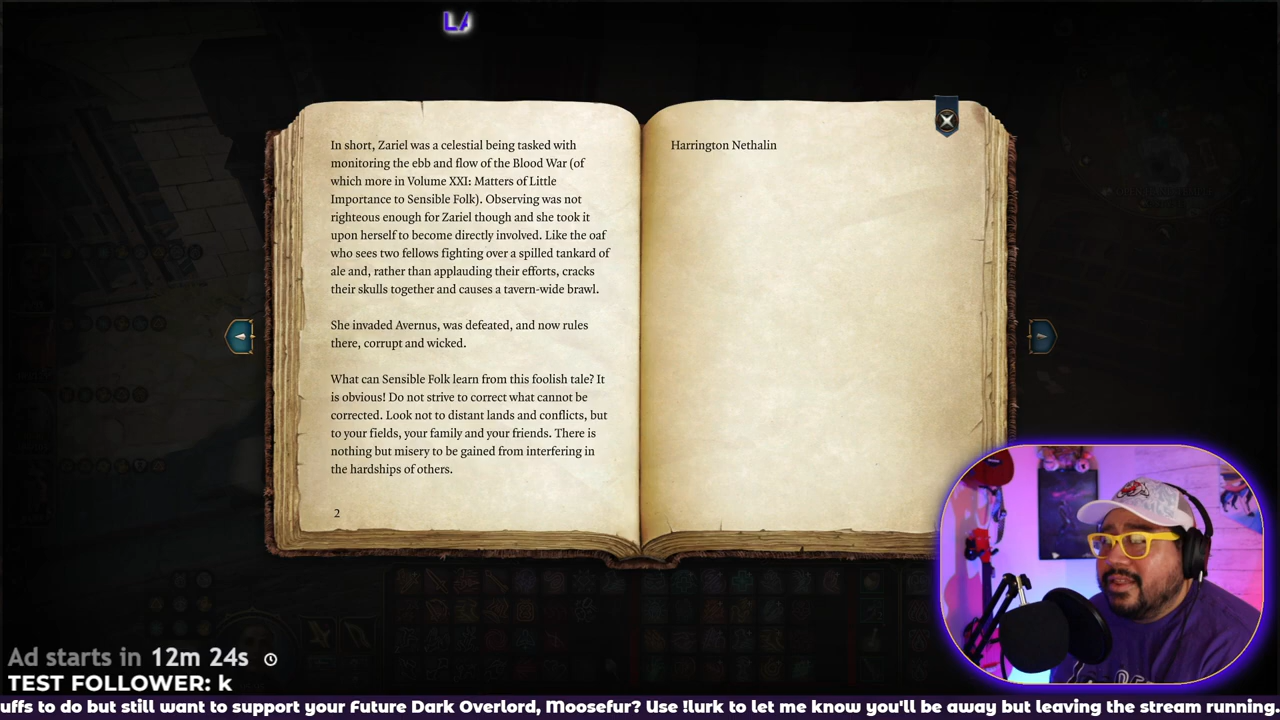 LA
In short, Zariel was a celestial being tasked with
monitoring the ebb and flow of the Blood War (of
which more in Volume XXI: Matters of Little
Importance to Sensible Folk). Observing was not
righteous enough for Zariel though and she took it
upon herself to become directly involved. Like the oaf
who sees two fellows fighting over a spilled tankard of
ale and, rather than applauding their efforts, cracks
their skulls together and causes a tavern-wide brawl.
She invaded Avernus, was defeated, and now rules
there, corrupt and wicked.
What can Sensible Folk learn from this foolish tale? It
is obvious! Do not strive to correct what cannot be
corrected. Look not to distant lands and conflicts, but
to your fields, your family and your friends. There is
nothing but misery to be gained from interfering in
the hardships of others.
2
Harrington Nethalin
Ad starts in 12m 24s
TEST FOLLOWER: k
uffs to do but still want to support your Future Dark Overlord, Moosefur? Use !lurk to let me know you'll be away but leaving the stream running.